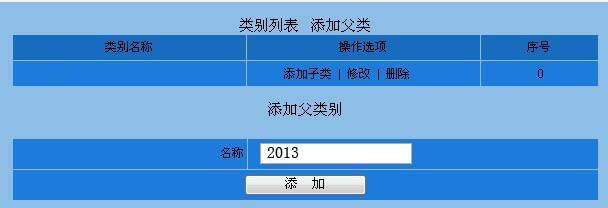 类别列表 添加父类
类别名称 操作选项 序号
添加子类 | 修改 | 删除 0
添加父类别
名称 2013
添 加